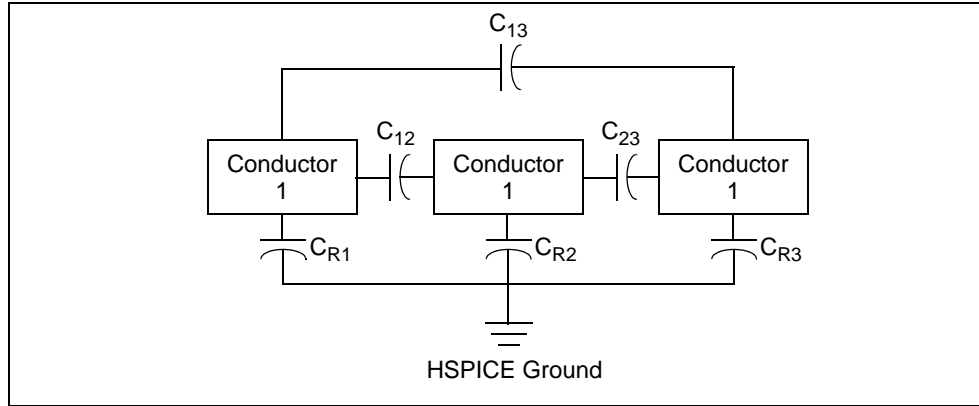 C13
C12
C23
Conductor
1
Conductor
1
Conductor
1
CR1
CR2
CR3
HSPICE Ground